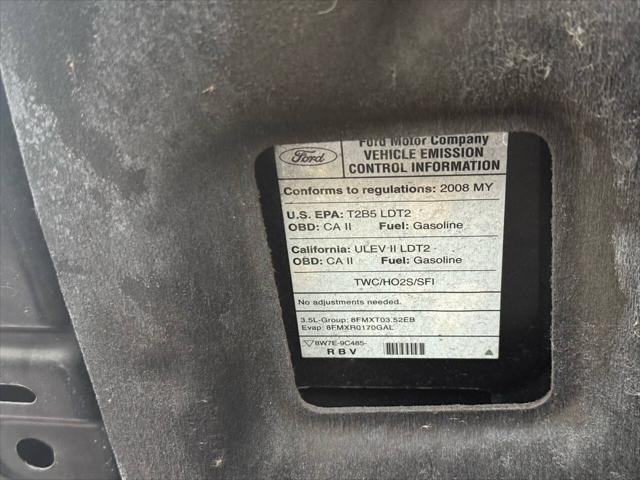 Ford
Ford Motor Company
VEHICLE EMISSION
CONTROL INFORMATION
Conforms to regulations: 2008 MY
U.S. EPA: T2B5 LDT2
OBD: CA II Fuel: Gasoline
California: ULEV II LDT2
OBD: CA II Fuel: Gasoline
TWC/HO2S/SFI
No adjustments needed.
3.5L-Group: 8FMXT03.52EB
Evap: 8FMXR0170GAL
8W7E-9C485-
R B V